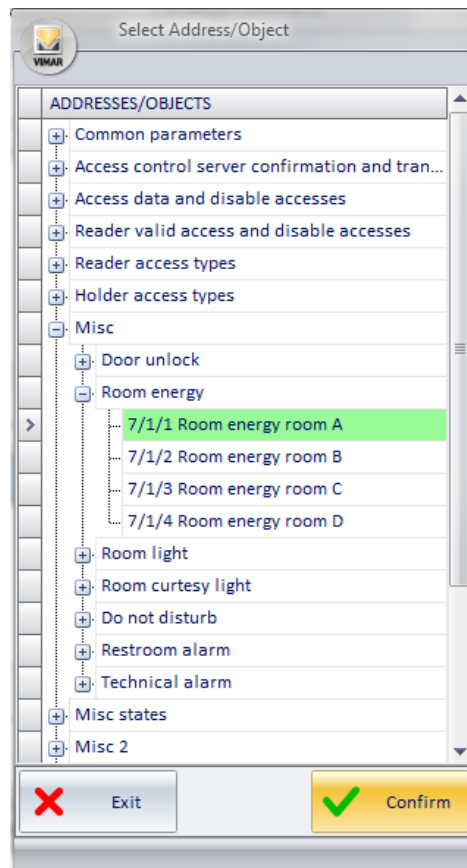 Select Address/Object
VIMAR
ADDRESSES/OBJECTS
Common parameters
Access control server confirmation and tran...
Access data and disable accesses
Reader valid access and disable accesses
Reader access types
Holder access types
Misc
Door unlock
Room energy
7/1/1 Room energy room A
7/1/2 Room energy room B
7/1/3 Room energy room C
7/1/4 Room energy room D
Room light
Room curtesy light
Do not disturb
Restroom alarm
Technical alarm
Misc states
Misc 2
Exit
Confirm